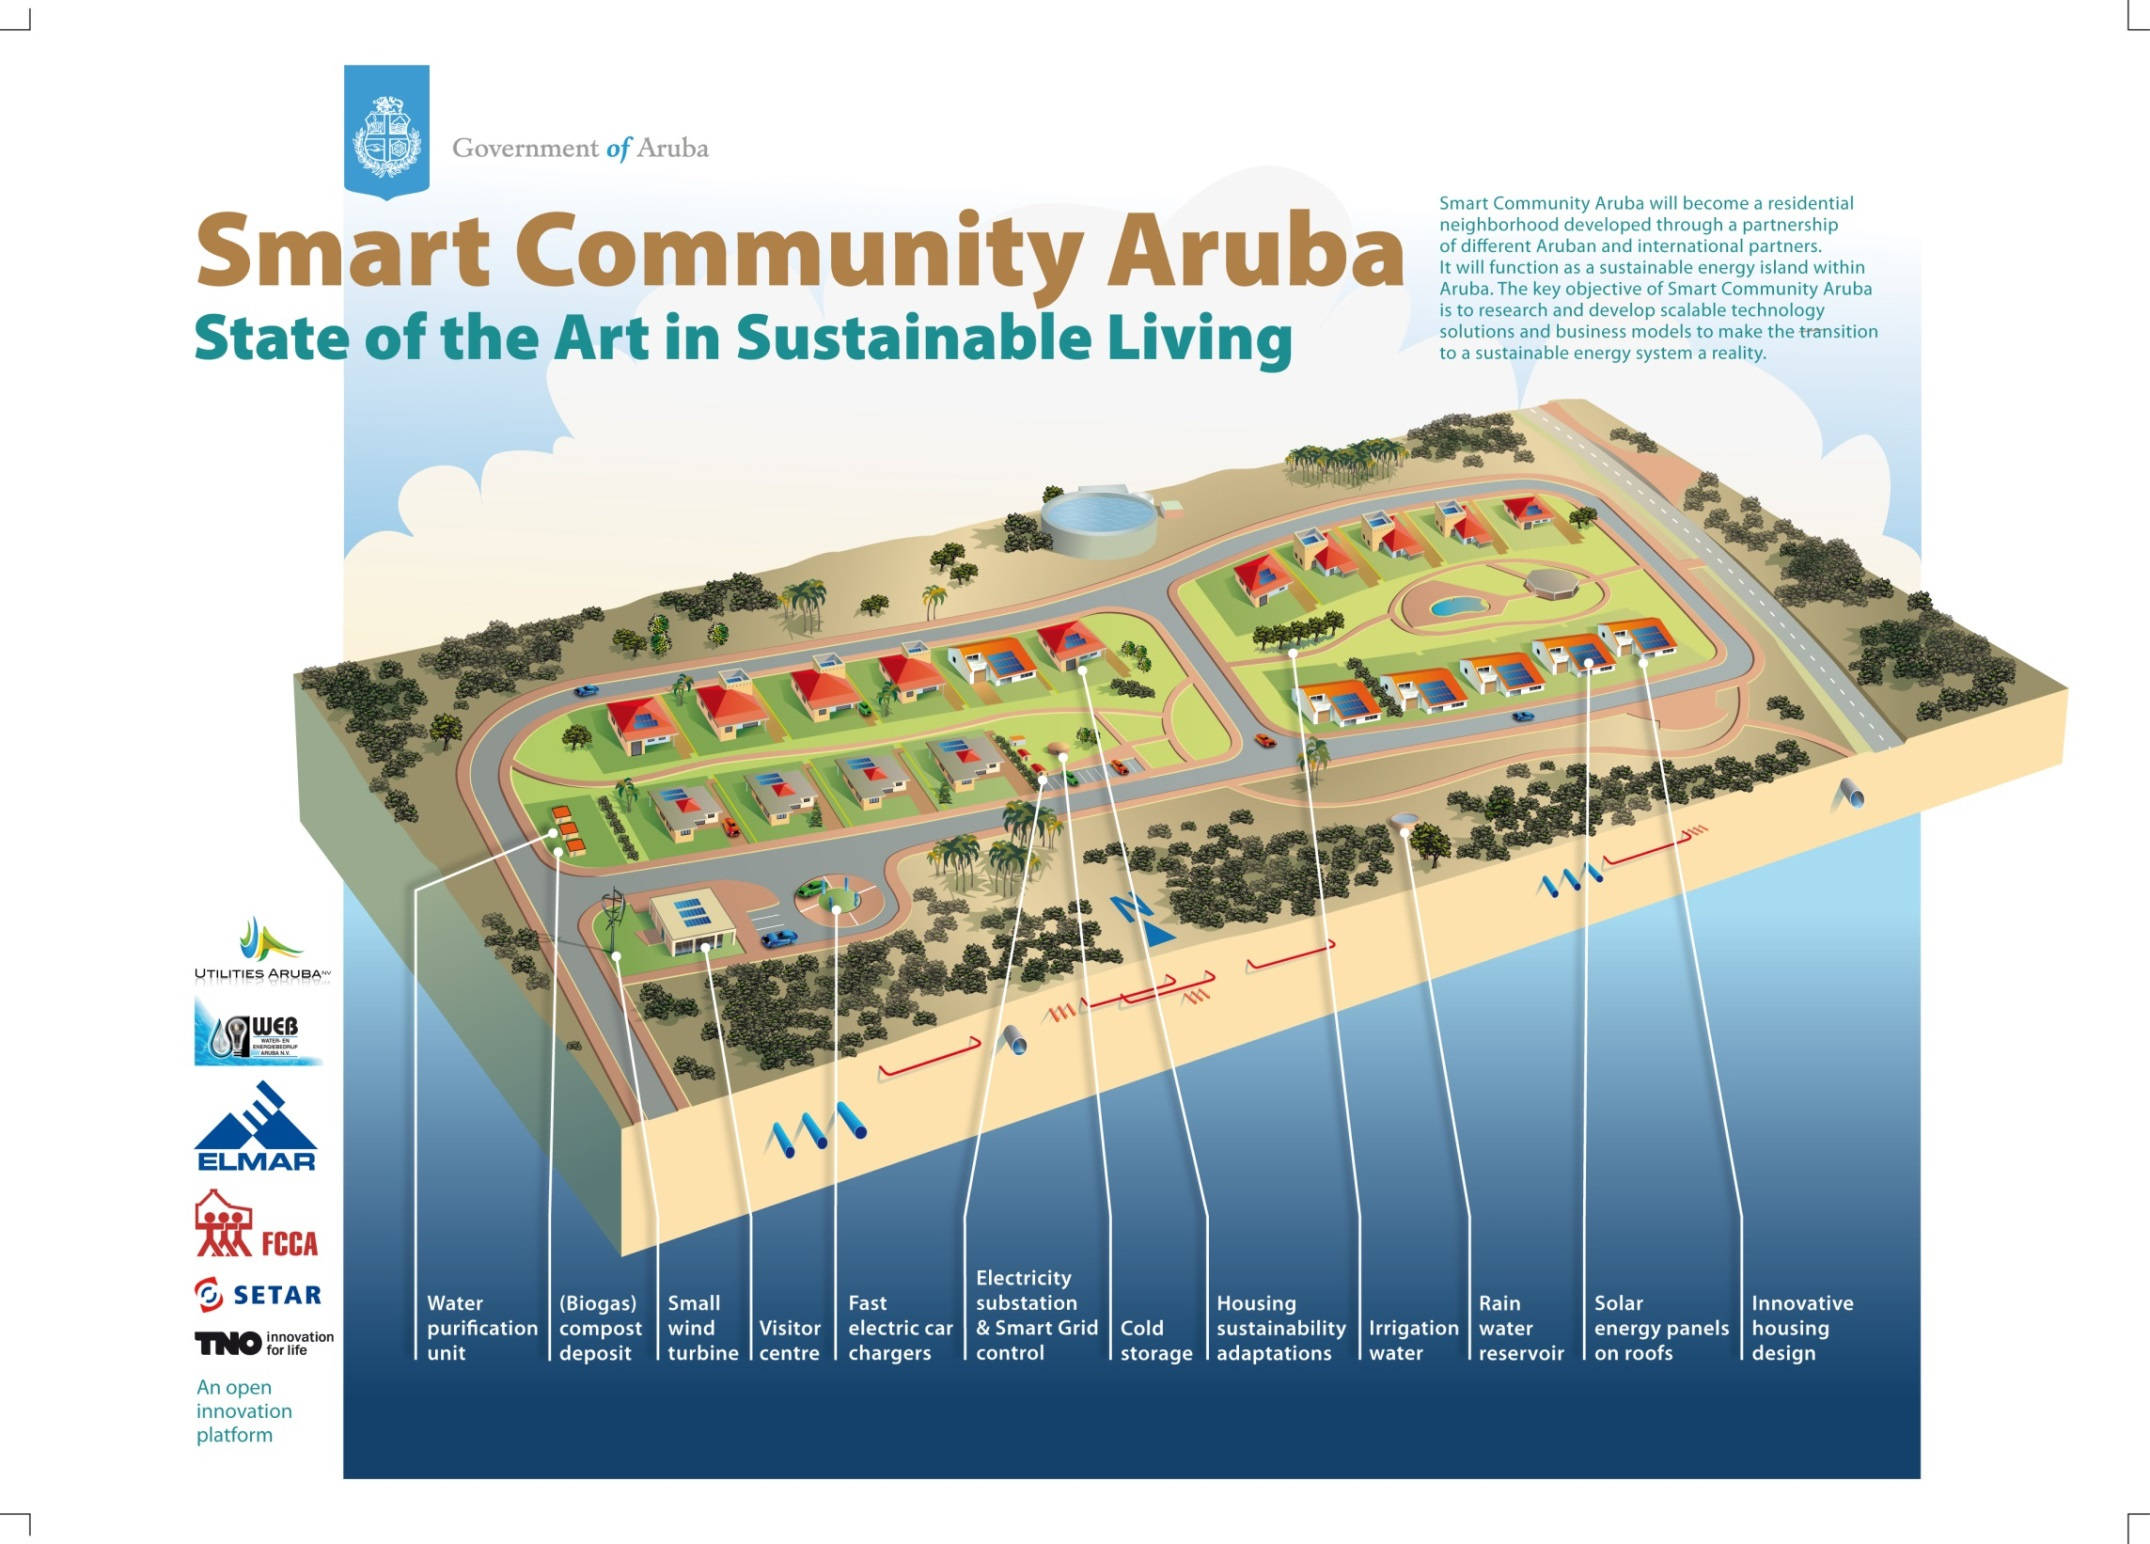 Government of Aruba
Smart Community Aruba
State of the Art in Sustainable Living
Smart Community Aruba will become a residential
neighborhood developed through a partnership
of different Aruban and international partners.
It will function as a sustainable energy island within
Aruba. The key objective of Smart Community Aruba
is to research and develop scalable technology
solutions and business models to make the transition
to a sustainable energy system a reality.
N
UTILITIES ARUBA NV
WEB
WATER- EN
ENERGIEBEDRIJF
ARUBA N.V.
ELMAR
FCCA
SETAR
TNO innovation
for life
An open
innovation
platform
Water
purification
unit
(Biogas)
compost
deposit
Small
wind
turbine
Visitor
centre
Fast
electric car
chargers
Electricity
substation
& Smart Grid
control
Cold
storage
Housing
sustainability
adaptations
Irrigation
water
Rain
water
reservoir
Solar
energy panels
on roofs
Innovative
housing
design